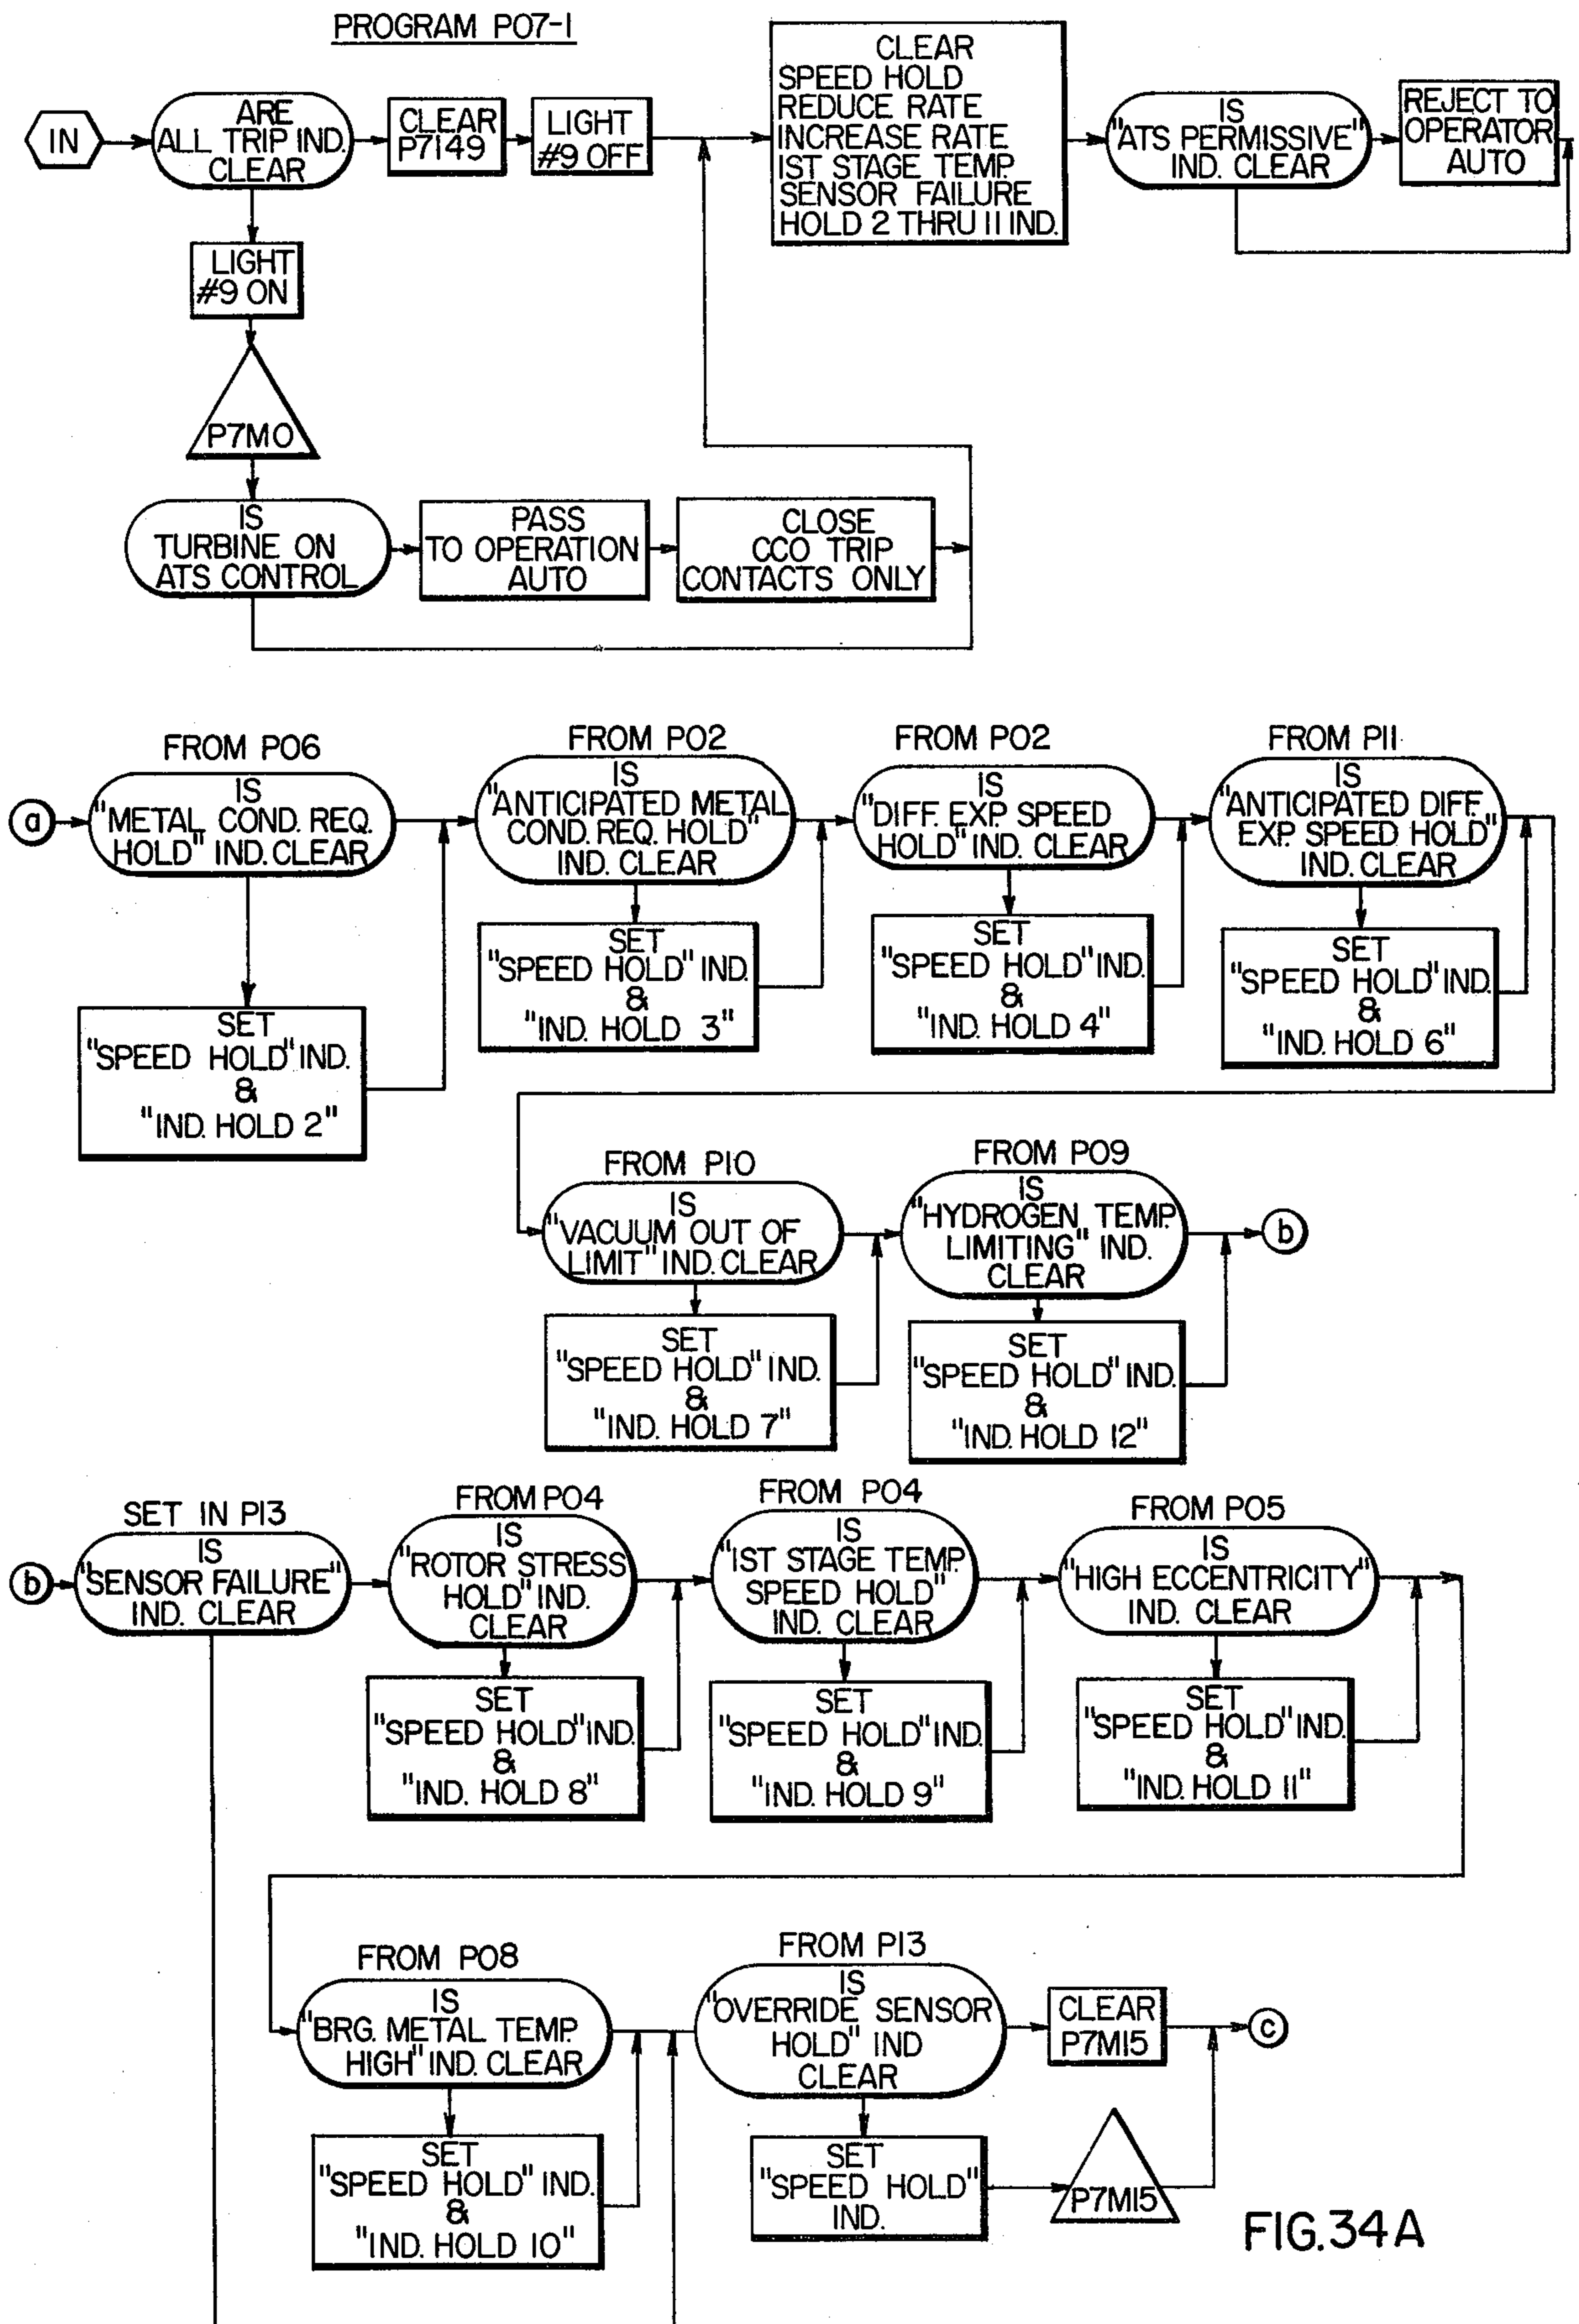 PROGRAM P07-1
IN
ARE
ALL TRIP IND.
CLEAR
CLEAR
P7149
LIGHT
#9 OFF
CLEAR
SPEED HOLD
REDUCE RATE
INCREASE RATE
1ST STAGE TEMP.
SENSOR FAILURE
HOLD 2 THRU 11 IND.
IS
"ATS PERMISSIVE"
IND. CLEAR
REJECT TO
OPERATOR
AUTO
LIGHT
#9 ON
P7M0
IS
TURBINE ON
ATS CONTROL
PASS
TO OPERATION
AUTO
CLOSE
CCO TRIP
CONTACTS ONLY
FROM P06
a
IS
"METAL COND. REQ.
HOLD" IND. CLEAR
SET
"SPEED HOLD" IND.
&
"IND. HOLD 2"
FROM P02
IS
"ANTICIPATED METAL
COND. REQ. HOLD"
IND. CLEAR
SET
"SPEED HOLD" IND.
&
"IND. HOLD 3"
FROM P02
IS
"DIFF. EXP. SPEED
HOLD" IND. CLEAR
SET
"SPEED HOLD" IND.
&
"IND. HOLD 4"
FROM P11
IS
"ANTICIPATED DIFF.
EXP. SPEED HOLD"
IND. CLEAR
SET
"SPEED HOLD" IND.
&
"IND. HOLD 6"
FROM P10
IS
"VACUUM OUT OF
LIMIT" IND. CLEAR
SET
"SPEED HOLD" IND.
&
"IND. HOLD 7"
FROM P09
IS
"HYDROGEN TEMP.
LIMITING" IND.
CLEAR
b
SET
"SPEED HOLD" IND.
&
"IND. HOLD 12"
SET IN P13
b
IS
"SENSOR FAILURE"
IND. CLEAR
FROM P04
IS
"ROTOR STRESS
HOLD" IND.
CLEAR
SET
"SPEED HOLD" IND.
&
"IND. HOLD 8"
FROM P04
IS
"1ST STAGE TEMP.
SPEED HOLD"
IND. CLEAR
SET
"SPEED HOLD" IND.
&
"IND. HOLD 9"
FROM P05
IS
"HIGH ECCENTRICITY"
IND. CLEAR
SET
"SPEED HOLD" IND.
&
"IND. HOLD 11"
FROM P08
IS
"BRG. METAL TEMP.
HIGH" IND. CLEAR
SET
"SPEED HOLD" IND.
&
"IND. HOLD 10"
FROM P13
IS
"OVERRIDE SENSOR
HOLD" IND
CLEAR
CLEAR
P7M15
c
SET
"SPEED HOLD"
IND.
P7M15
FIG.34A